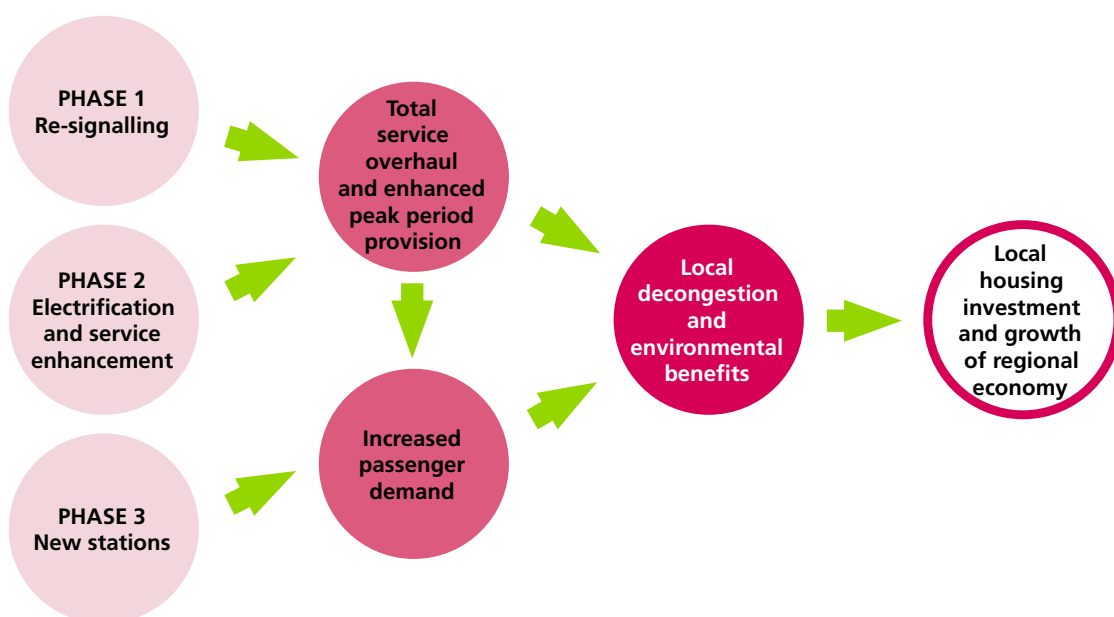 PHASE 1
Re-signalling
PHASE 2
Electrification
and service
enhancement
PHASE 3
New stations
Total
service
overhaul
and enhanced
peak period
provision
Increased
passenger
demand
Local
decongestion
and
environmental
benefits
Local
housing
investment
and growth
of regional
economy